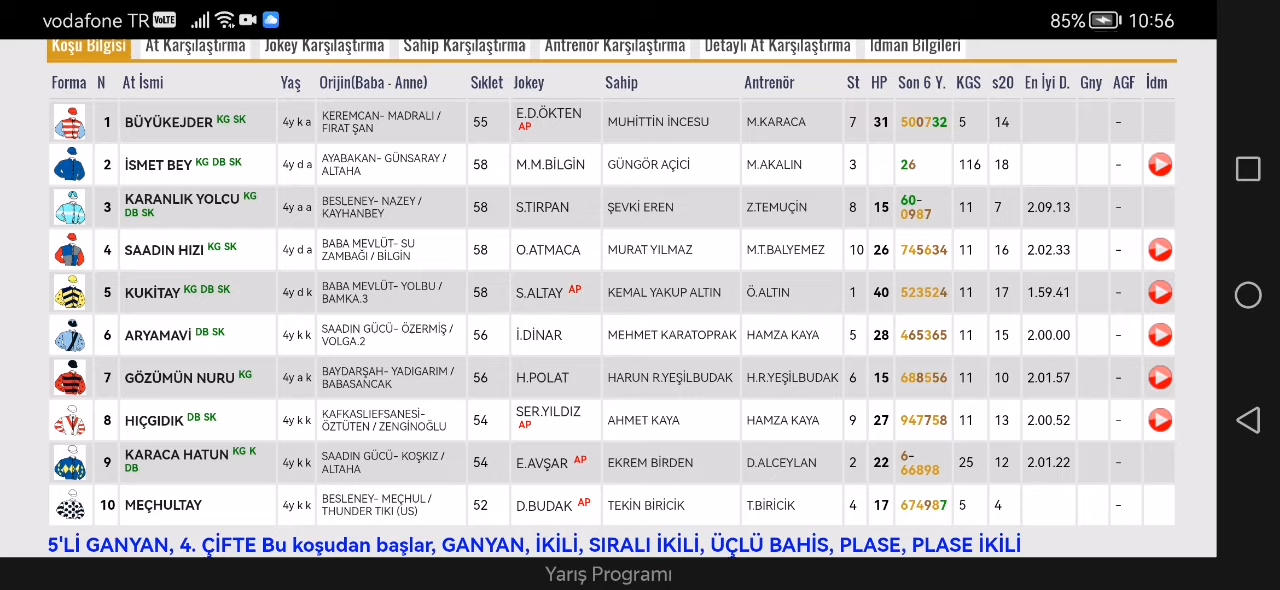 vodafone TR VoLTE 85% 10:56
Koşu Bilgisi At Karşılaştırma Jokey Karşılaştırma Sahip Karşılaştırma Antrenör Karşılaştırma Detaylı At Karşılaştırma İdman Bilgileri
Forma N At İsmi Yaş Orijin(Baba - Anne) Sıklet Jokey Sahip Antrenör St HP Son 6 Y. KGS s20 En İyi D. Gny AGF İdm
1 BÜYÜKEJDER KG SK 4y k a KEREMCAN- MADRALI / FIRAT ŞAN 55 E.D.ÖKTEN AP MUHİTTİN İNCESU M.KARACA 7 31 500732 5 14 -
2 İSMET BEY KG DB SK 4y d a AYABAKAN- GÜNSARAY / ALTAHA 58 M.M.BİLGİN GÜNGÖR AÇİCİ M.AKALIN 3 26 116 18 -
3 KARANLIK YOLCU KG DB SK 4y a a BESLENEY- NAZEY / KAYHANBEY 58 S.TIRPAN ŞEVKİ EREN Z.TEMUÇİN 8 15 60-0987 11 7 2.09.13 -
4 SAADIN HIZI KG SK 4y d a BABA MEVLÜT- SU ZAMBAĞI / BİLGİN 58 O.ATMACA MURAT YILMAZ M.T.BALYEMEZ 10 26 745634 11 16 2.02.33 -
5 KUKİTAY KG DB SK 4y d k BABA MEVLÜT- YOLBU / BAMKA.3 58 S.ALTAY AP KEMAL YAKUP ALTIN Ö.ALTIN 1 40 523524 11 17 1.59.41 -
6 ARYAMAVİ DB SK 4y k k SAADIN GÜCÜ- ÖZERMİŞ / VOLGA.2 56 İ.DİNAR MEHMET KARATOPRAK HAMZA KAYA 5 28 465365 11 15 2.00.00 -
7 GÖZÜMÜN NURU KG 4y a k BAYDARŞAH- YADIGARIM / BABASANCAK 56 H.POLAT HARUN R.YEŞİLBUDAK H.R.YEŞİLBUDAK 6 15 688556 11 10 2.01.57 -
8 HIÇGIDIK DB SK 4y k k KAFKASLIEFSANESİ- ÖZTÜTEN / ZENGİNOĞLU 54 SER.YILDIZ AP AHMET KAYA HAMZA KAYA 9 27 947758 11 13 2.00.52 -
9 KARACA HATUN KG K DB 4y k k SAADIN GÜCÜ- KOŞKIZ / ALTAHA 54 E.AVŞAR AP EKREM BİRDEN D.ALCEYLAN 2 22 6-66898 25 12 2.01.22 -
10 MEÇHULTAY 4y k k BESLENEY- MEÇHUL / THUNDER TIKI (US) 52 D.BUDAK AP TEKİN BİRİCİK T.BİRİCİK 4 17 674987 5 4 -
5'Lİ GANYAN, 4. ÇİFTE Bu koşudan başlar, GANYAN, İKİLİ, SIRALI İKİLİ, ÜÇLÜ BAHİS, PLASE, PLASE İKİLİ
Yarış Programı